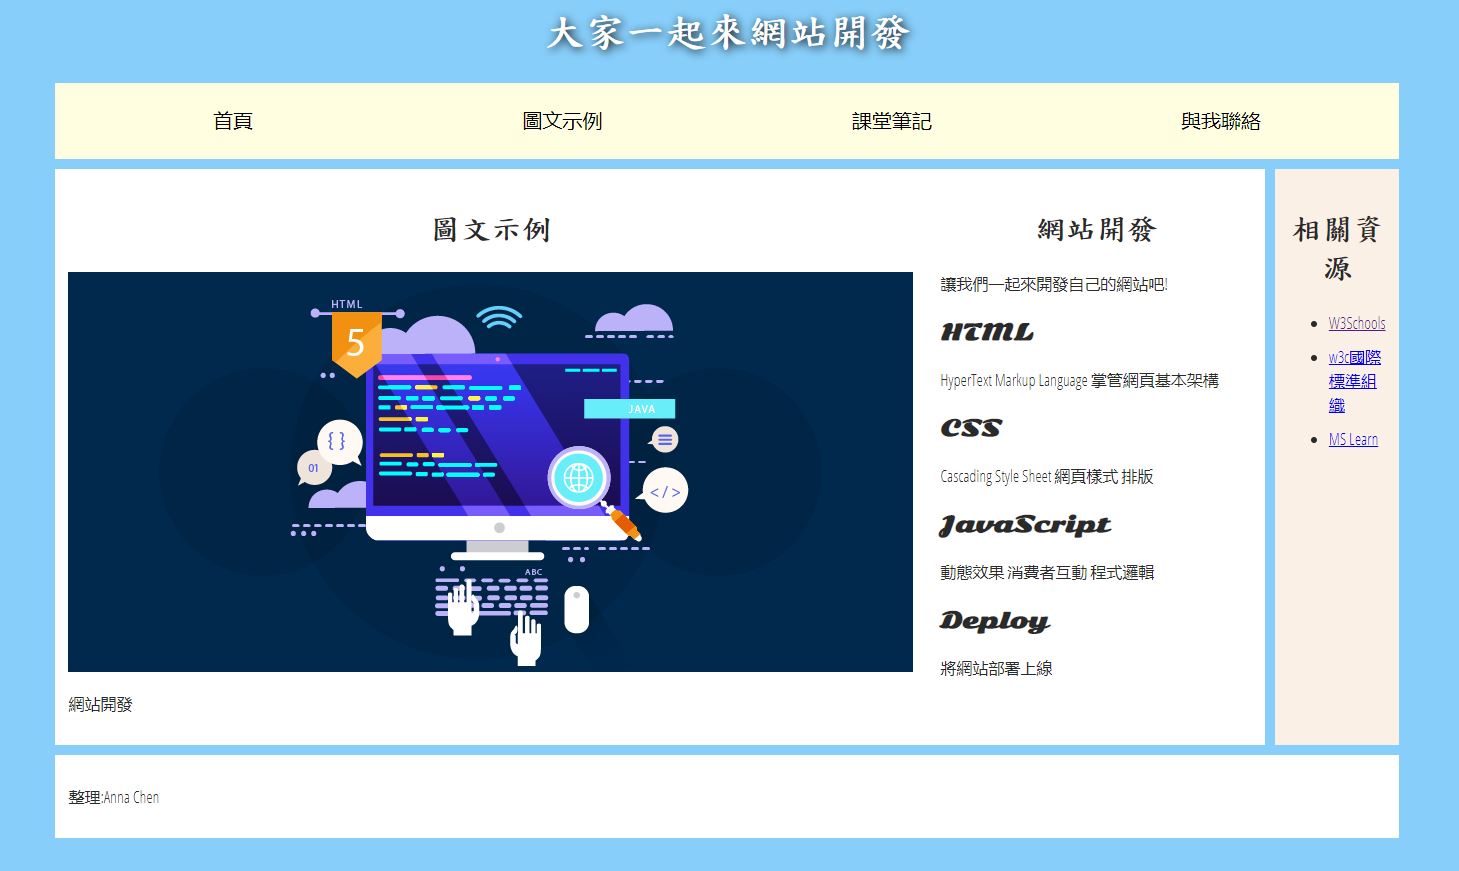 大家一起來網站開發
首頁
圖文示例
課堂筆記
與我聯絡
圖文示例
HTML
5
JAVA
{ }
01
</>
ABC
網站開發
網站開發
讓我們一起來開發自己的網站吧!
HTML
HyperText Markup Language 掌管網頁基本架構
CSS
Cascading Style Sheet 網頁樣式 排版
JavaScript
動態效果 消費者互動 程式邏輯
Deploy
將網站部署上線
相關資
源
W3Schools
w3c國際
標準組
織
MS Learn
整理:Anna Chen